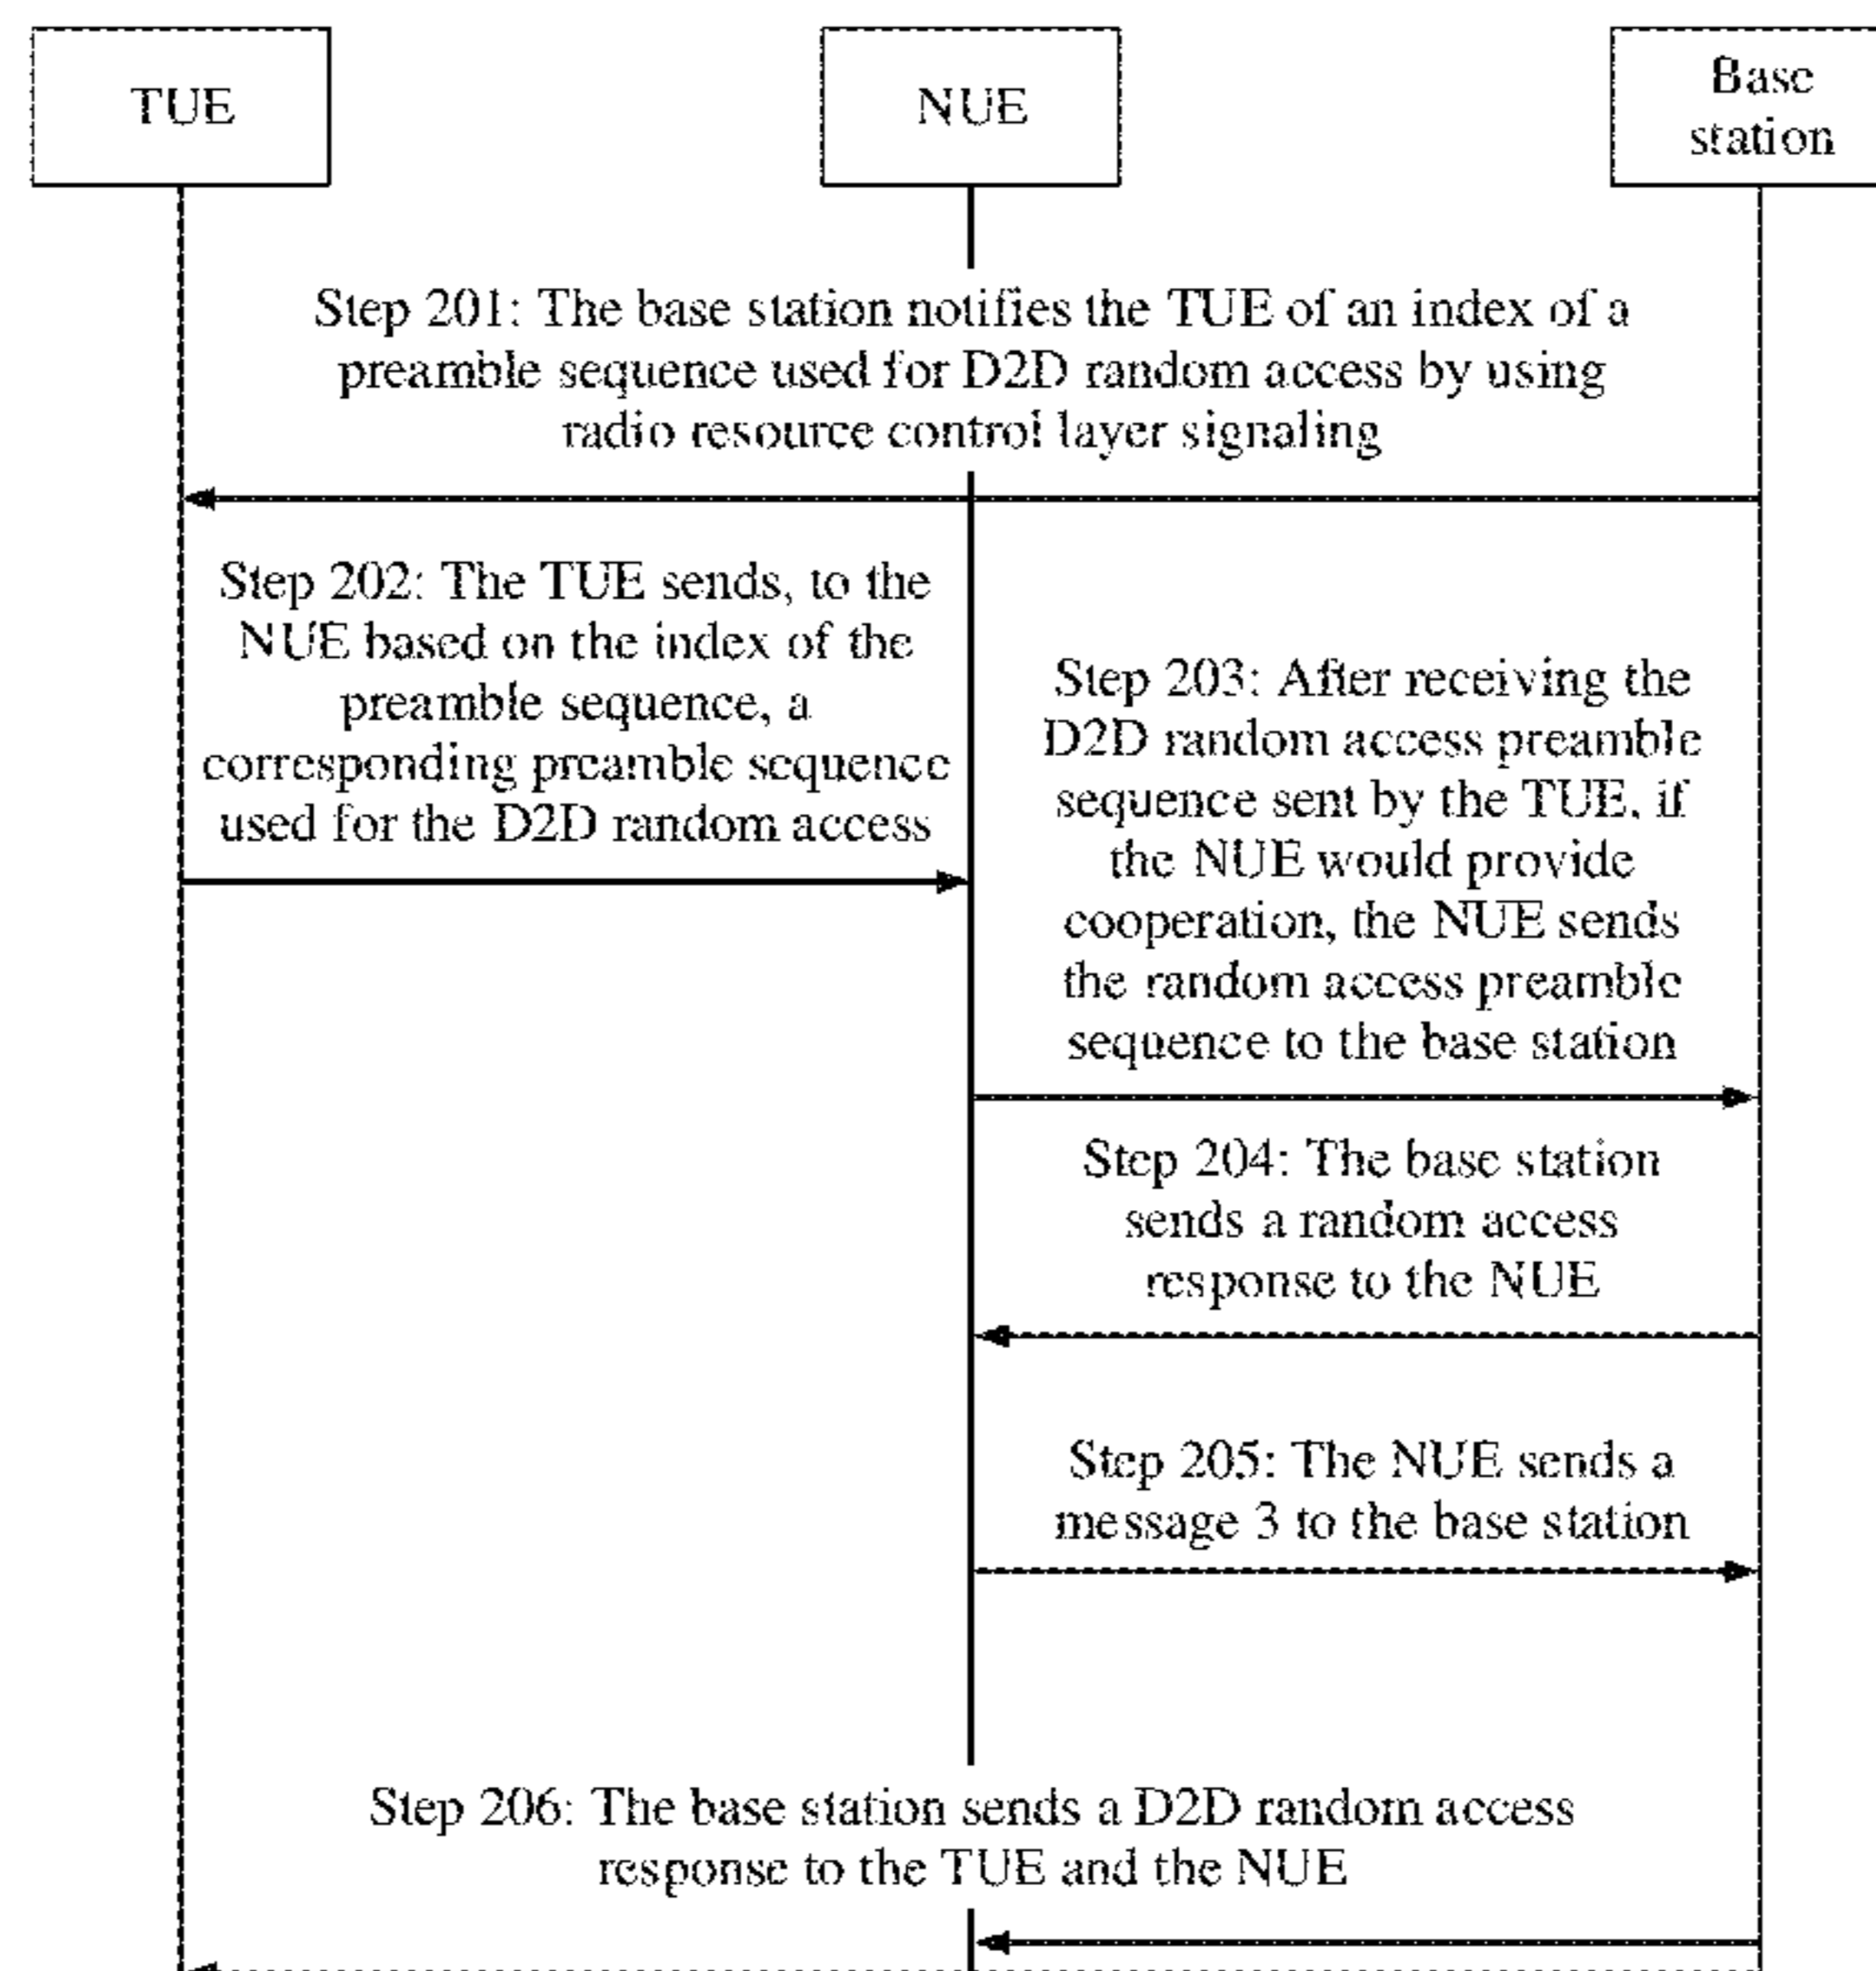 TUE
NUE
Base
station
Step 201: The base station notifies the TUE of an index of a
preamble sequence used for D2D random access by using
radio resource control layer signaling
Step 202: The TUE sends, to the
NUE based on the index of the
preamble sequence, a
corresponding preamble sequence
used for the D2D random access
Step 203: After receiving the
D2D random access preamble
sequence sent by the TUE, if
the NUE would provide
cooperation, the NUE sends
the random access preamble
sequence to the base station
Step 204: The base station
sends a random access
response to the NUE
Step 205: The NUE sends a
message 3 to the base station
Step 206: The base station sends a D2D random access
response to the TUE and the NUE